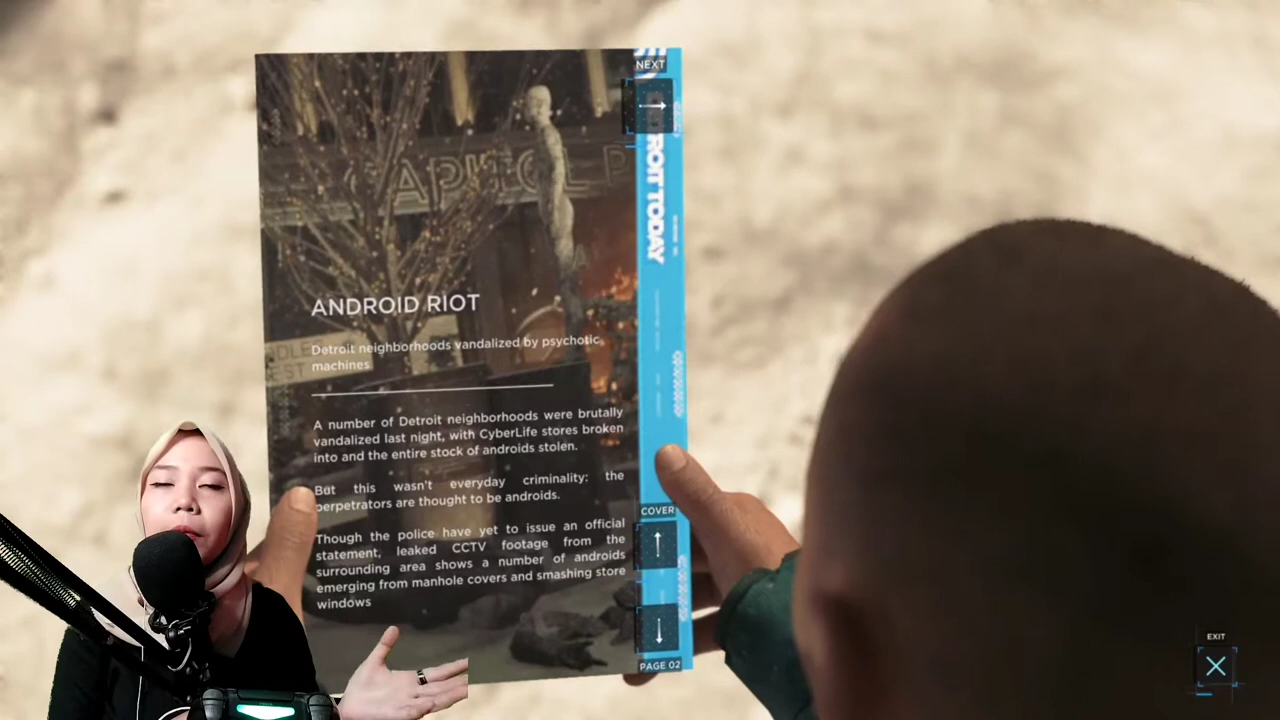 NEXT
ROIT TODAY
CAPITOL P
ANDROID RIOT
Detroit neighborhoods vandalized by psychotic
machines
A number of Detroit neighborhoods were brutally
vandalized last night, with CyberLife stores broken
into and the entire stock of androids stolen.
But this wasn't everyday criminality: the
perpetrators are thought to be androids.
Though the police have yet to issue an official
statement, leaked CCTV footage from the
surrounding area shows a number of androids
emerging from manhole covers and smashing store
windows
COVER
PAGE 02
EXIT